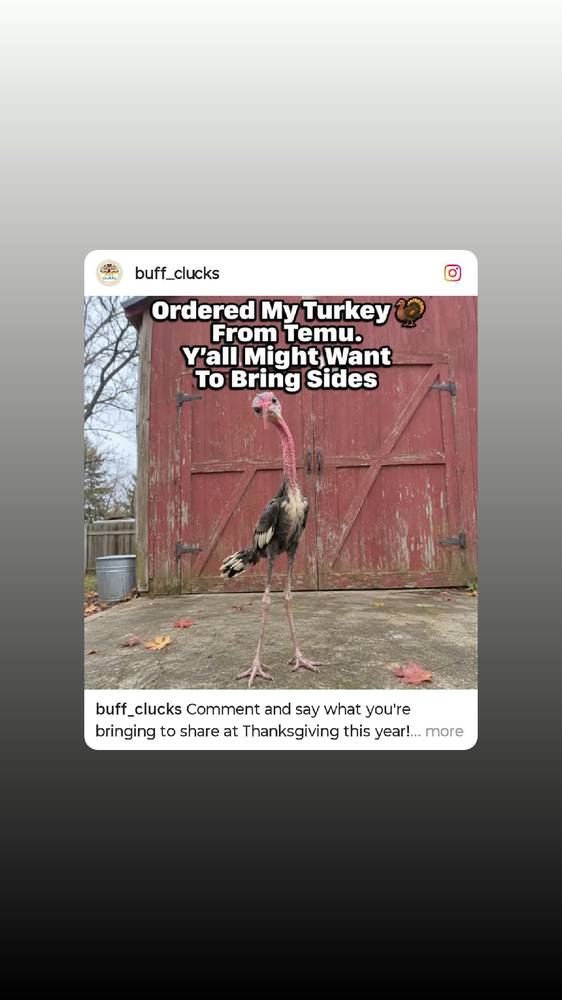 buff_clucks
Ordered My Turkey 🦃
From Temu.
Y'all Might Want
To Bring Sides
buff_clucks Comment and say what you're
bringing to share at Thanksgiving this year!... more